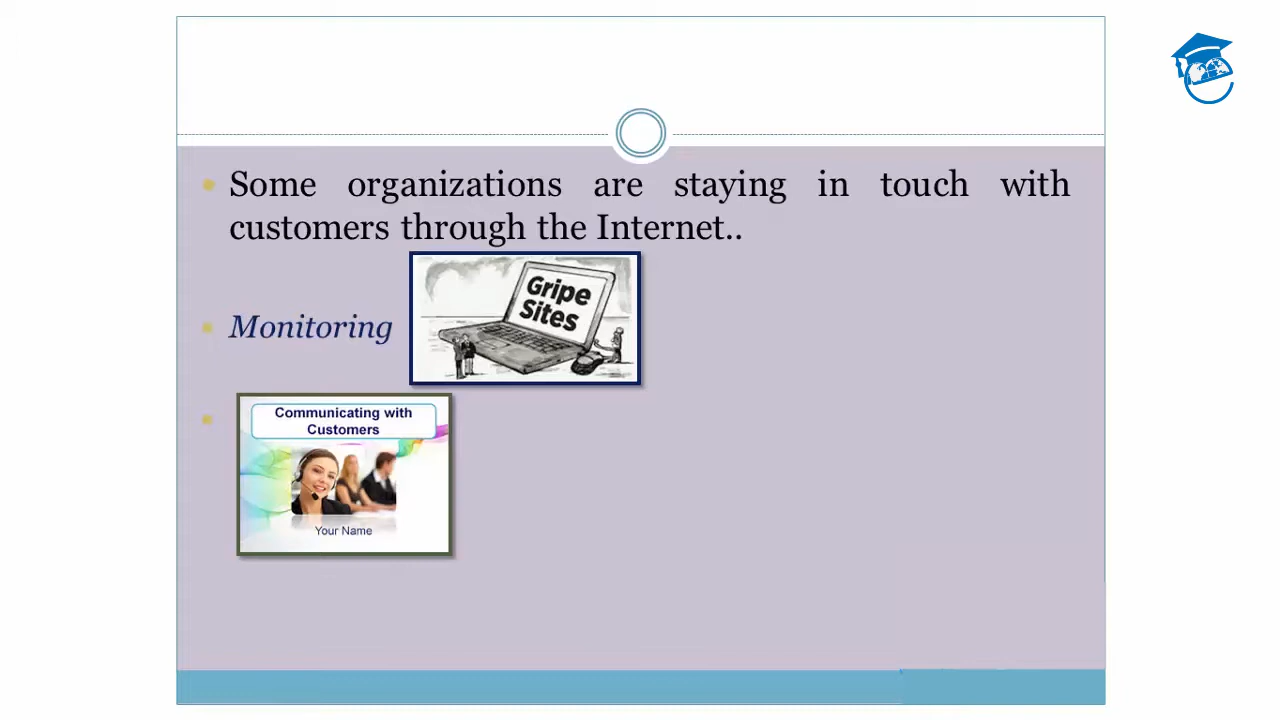 Some organizations are staying in touch with
customers through the Internet..
Gripe
Sites
Monitoring
Communicating with
Customers
Your Name